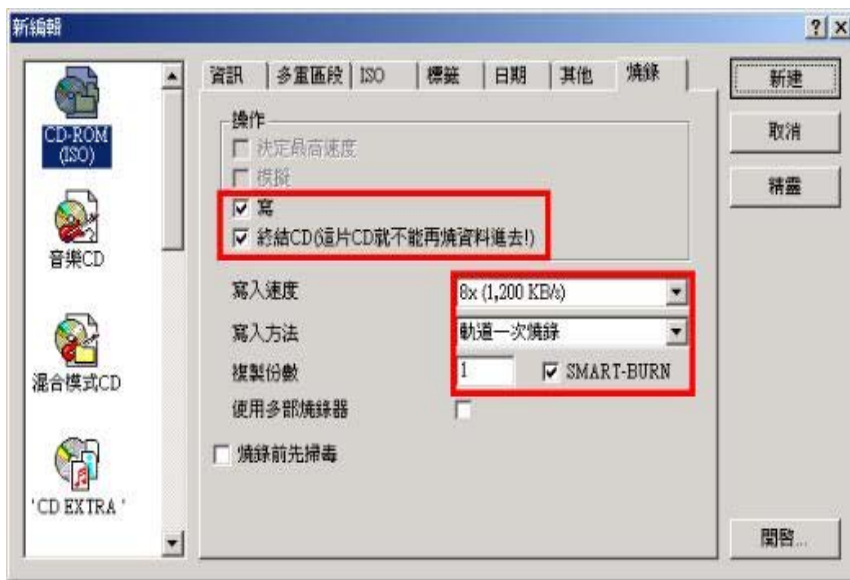 新編輯
CD-ROM
(ISO)
音樂CD
混合模式CD
'CD EXTRA '
資訊 多重區段 ISO 標籤 日期 其他 燒錄
操作
決定最高速度
模擬
寫
終結CD(這片CD就不能再燒資料進去!)
寫入速度 8x (1,200 KB/s)
寫入方法 軌道一次燒錄
複製份數 1 SMART-BURN
使用多部燒錄器
燒錄前先掃毒
新建
取消
精靈
開啓...